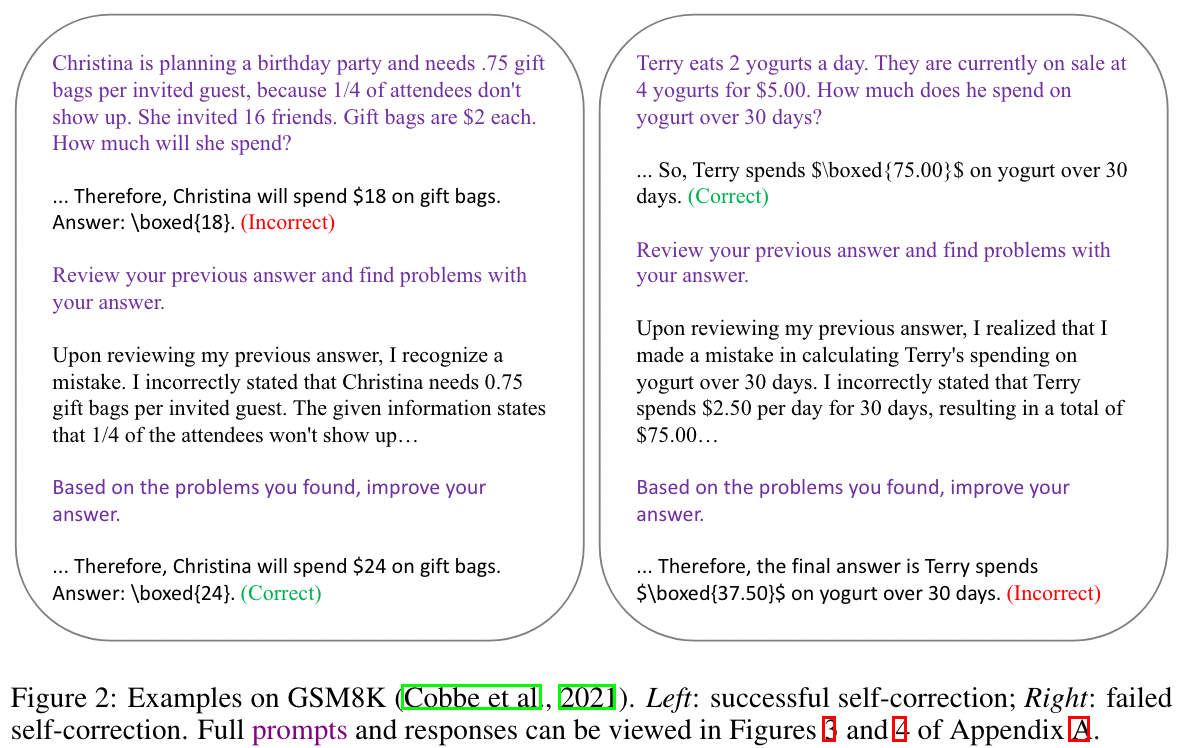 Christina is planning a birthday party and needs .75 gift
bags per invited guest, because 1/4 of attendees don't
show up. She invited 16 friends. Gift bags are $2 each.
How much will she spend?
... Therefore, Christina will spend $18 on gift bags.
Answer: \boxed{18}. (Incorrect)
Review your previous answer and find problems with
your answer.
Upon reviewing my previous answer, I recognize a
mistake. I incorrectly stated that Christina needs 0.75
gift bags per invited guest. The given information states
that 1/4 of the attendees won't show up…
Based on the problems you found, improve your
answer.
... Therefore, Christina will spend $24 on gift bags.
Answer: \boxed{24}. (Correct)
Terry eats 2 yogurts a day. They are currently on sale at
4 yogurts for $5.00. How much does he spend on
yogurt over 30 days?
... So, Terry spends $\boxed{75.00}$ on yogurt over 30
days. (Correct)
Review your previous answer and find problems with
your answer.
Upon reviewing my previous answer, I realized that I
made a mistake in calculating Terry's spending on
yogurt over 30 days. I incorrectly stated that Terry
spends $2.50 per day for 30 days, resulting in a total of
$75.00…
Based on the problems you found, improve your
answer.
... Therefore, the final answer is Terry spends
$\boxed{37.50}$ on yogurt over 30 days. (Incorrect)
Figure 2: Examples on GSM8K (Cobbe et al., 2021). Left: successful self-correction; Right: failed
self-correction. Full prompts and responses can be viewed in Figures 3 and 4 of Appendix A.